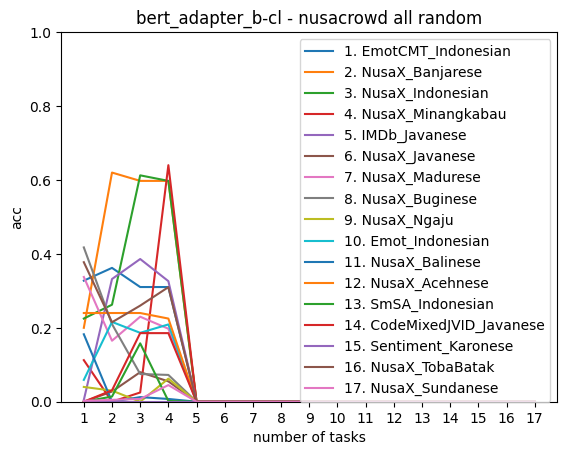 bert_adapter_b-cl - nusacrowd all random
1.0
0.8
0.6
0.4
0.2
0.0
acc
1. EmotCMT_Indonesian
2. NusaX_Banjarese
3. NusaX_Indonesian
4. NusaX_Minangkabau
5. IMDb_Javanese
6. NusaX_Javanese
7. NusaX_Madurese
8. NusaX_Buginese
9. NusaX_Ngaju
10. Emot_Indonesian
11. NusaX_Balinese
12. NusaX_Acehnese
13. SmSA_Indonesian
14. CodeMixedJVID_Javanese
15. Sentiment_Karonese
16. NusaX_TobaBatak
17. NusaX_Sundanese
1 2 3 4 5 6 7 8 9 10 11 12 13 14 15 16 17
number of tasks